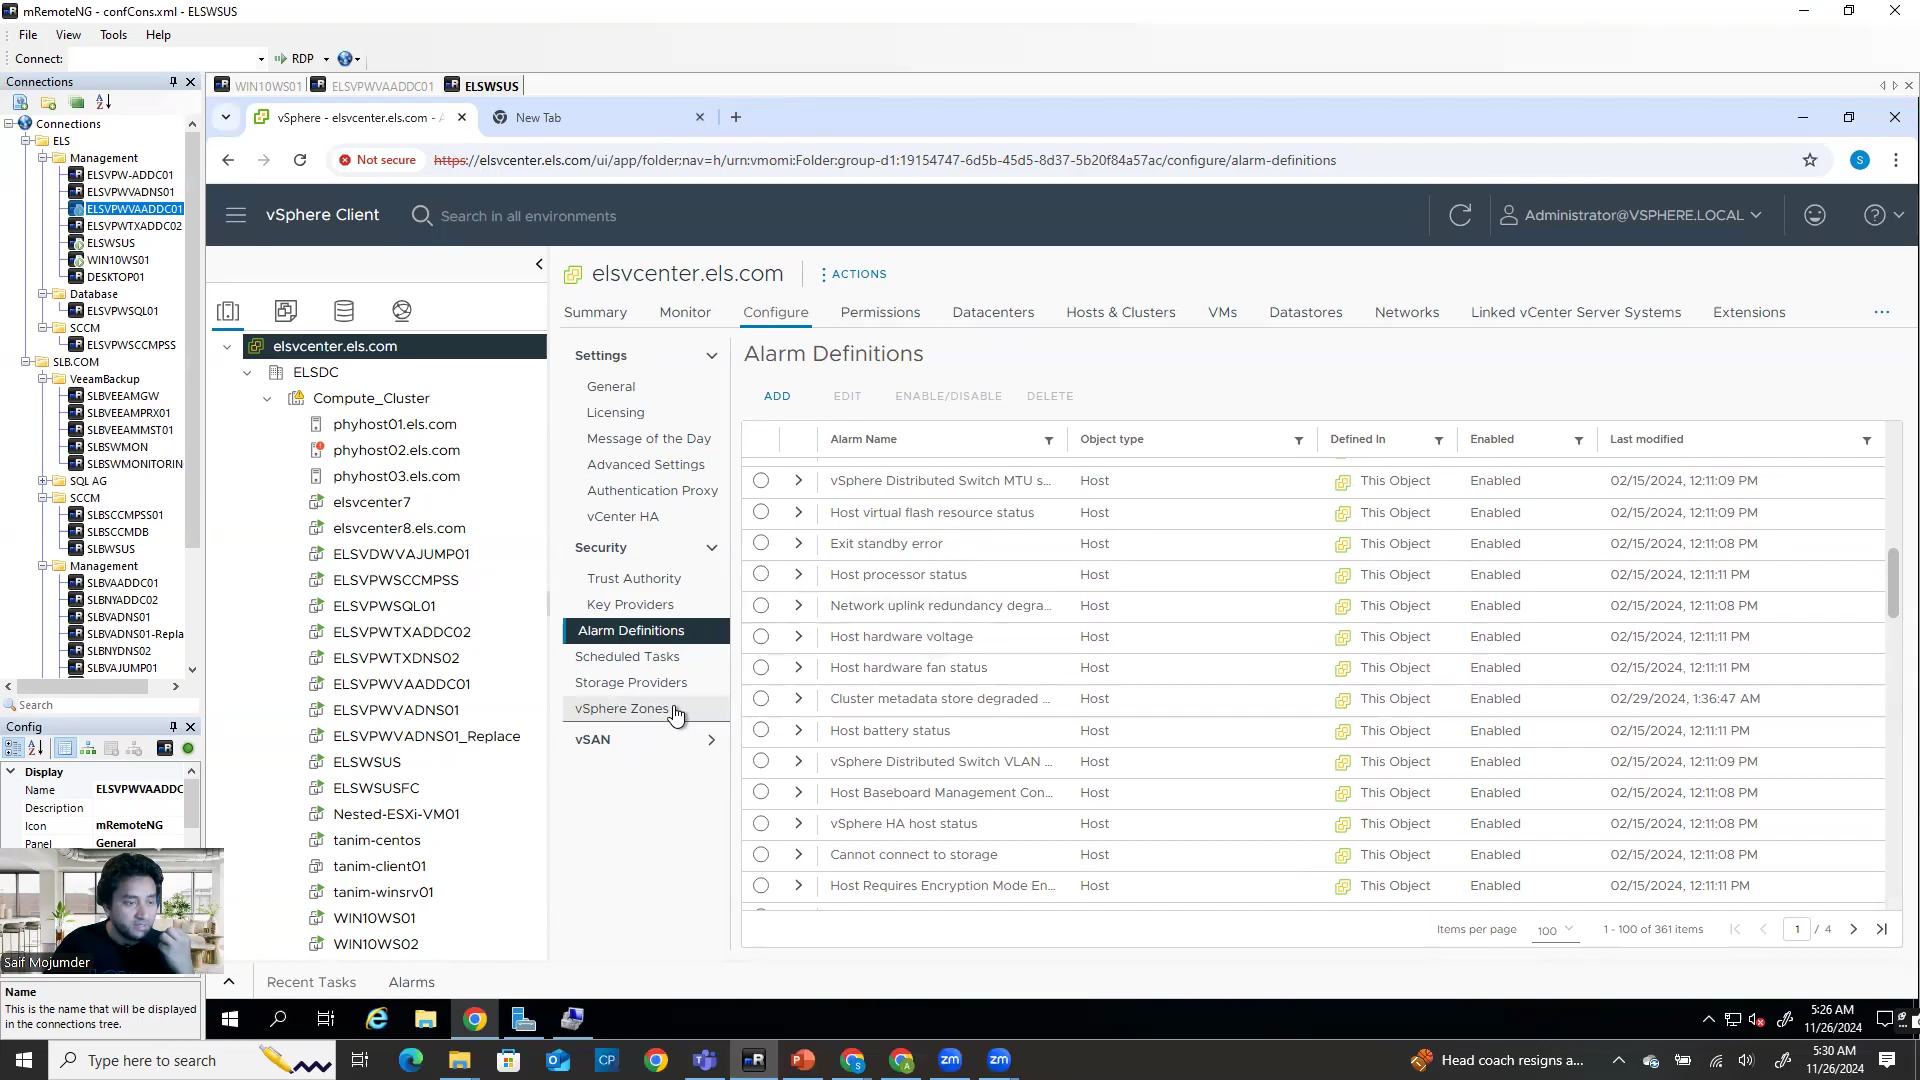 mRemoteNG - confCons.xml - ELSWSUS
File View Tools Help
Connect: RDP
Connections
WIN10WS01 ELSVPWVAADDC01 ELSWSUS
vSphere - elsvcenter.els.com - A New Tab
Not secure https://elsvcenter.els.com/ui/app/folder;nav=h/urn:vmomi:Folder:group-d1:19154747-6d5b-45d5-8d37-5b20f84a57ac/configure/alarm-definitions S
vSphere Client Search in all environments Administrator@VSPHERE.LOCAL
Connections
ELS
Management
ELSVPW-ADDC01
ELSVPWVADNS01
ELSVPWVAADDC01
ELSVPWTXADDC02
ELSWSUS
WIN10WS01
DESKTOP01
Database
ELSVPWSQL01
SCCM
ELSVPWSCCMPSS
SLB.COM
VeeamBackup
SLBVEEAMGW
SLBVEEAMPRX01
SLBVEEAMMST01
SLBSWMON
SLBSWMONITORIN
SQL AG
SCCM
SLBSCCMPSS01
SLBSCCMDB
SLBWSUS
Management
SLBVAADDC01
SLBNYADDC02
SLBVADNS01
SLBVADNS01-Repla
SLBNYDNS02
SLBVAJUMP01
Search
Config
Display
Name ELSVPWVAADDC
Description
Icon mRemoteNG
Panel General
Saif Mojumder
Name
This is the name that will be displayed
in the connections tree.
elsvcenter.els.com
ELSDC
Compute_Cluster
phyhost01.els.com
phyhost02.els.com
phyhost03.els.com
elsvcenter7
elsvcenter8.els.com
ELSVDWVAJUMP01
ELSVPWSCCMPSS
ELSVPWSQL01
ELSVPWTXADDC02
ELSVPWTXDNS02
ELSVPWVAADDC01
ELSVPWVADNS01
ELSVPWVADNS01_Replace
ELSWSUS
ELSWSUSFC
Nested-ESXi-VM01
tanim-centos
tanim-client01
tanim-winsrv01
WIN10WS01
WIN10WS02
elsvcenter.els.com ACTIONS
Summary Monitor Configure Permissions Datacenters Hosts & Clusters VMs Datastores Networks Linked vCenter Server Systems Extensions ...
Settings
General
Licensing
Message of the Day
Advanced Settings
Authentication Proxy
vCenter HA
Security
Trust Authority
Key Providers
Alarm Definitions
Scheduled Tasks
Storage Providers
vSphere Zones
vSAN
Alarm Definitions
ADD EDIT ENABLE/DISABLE DELETE
Alarm Name Object type Defined In Enabled Last modified
vSphere Distributed Switch MTU s... Host This Object Enabled 02/15/2024, 12:11:09 PM
Host virtual flash resource status Host This Object Enabled 02/15/2024, 12:11:09 PM
Exit standby error Host This Object Enabled 02/15/2024, 12:11:08 PM
Host processor status Host This Object Enabled 02/15/2024, 12:11:11 PM
Network uplink redundancy degra... Host This Object Enabled 02/15/2024, 12:11:08 PM
Host hardware voltage Host This Object Enabled 02/15/2024, 12:11:11 PM
Host hardware fan status Host This Object Enabled 02/15/2024, 12:11:11 PM
Cluster metadata store degraded ... Host This Object Enabled 02/29/2024, 1:36:47 AM
Host battery status Host This Object Enabled 02/15/2024, 12:11:11 PM
vSphere Distributed Switch VLAN ... Host This Object Enabled 02/15/2024, 12:11:09 PM
Host Baseboard Management Con... Host This Object Enabled 02/15/2024, 12:11:08 PM
vSphere HA host status Host This Object Enabled 02/15/2024, 12:11:08 PM
Cannot connect to storage Host This Object Enabled 02/15/2024, 12:11:08 PM
Host Requires Encryption Mode En... Host This Object Enabled 02/15/2024, 12:11:11 PM
Items per page 100 1 - 100 of 361 items 1 / 4
Recent Tasks Alarms
5:26 AM
11/26/2024
Type here to search CP zm zm Head coach resigns a... 5:30 AM
11/26/2024